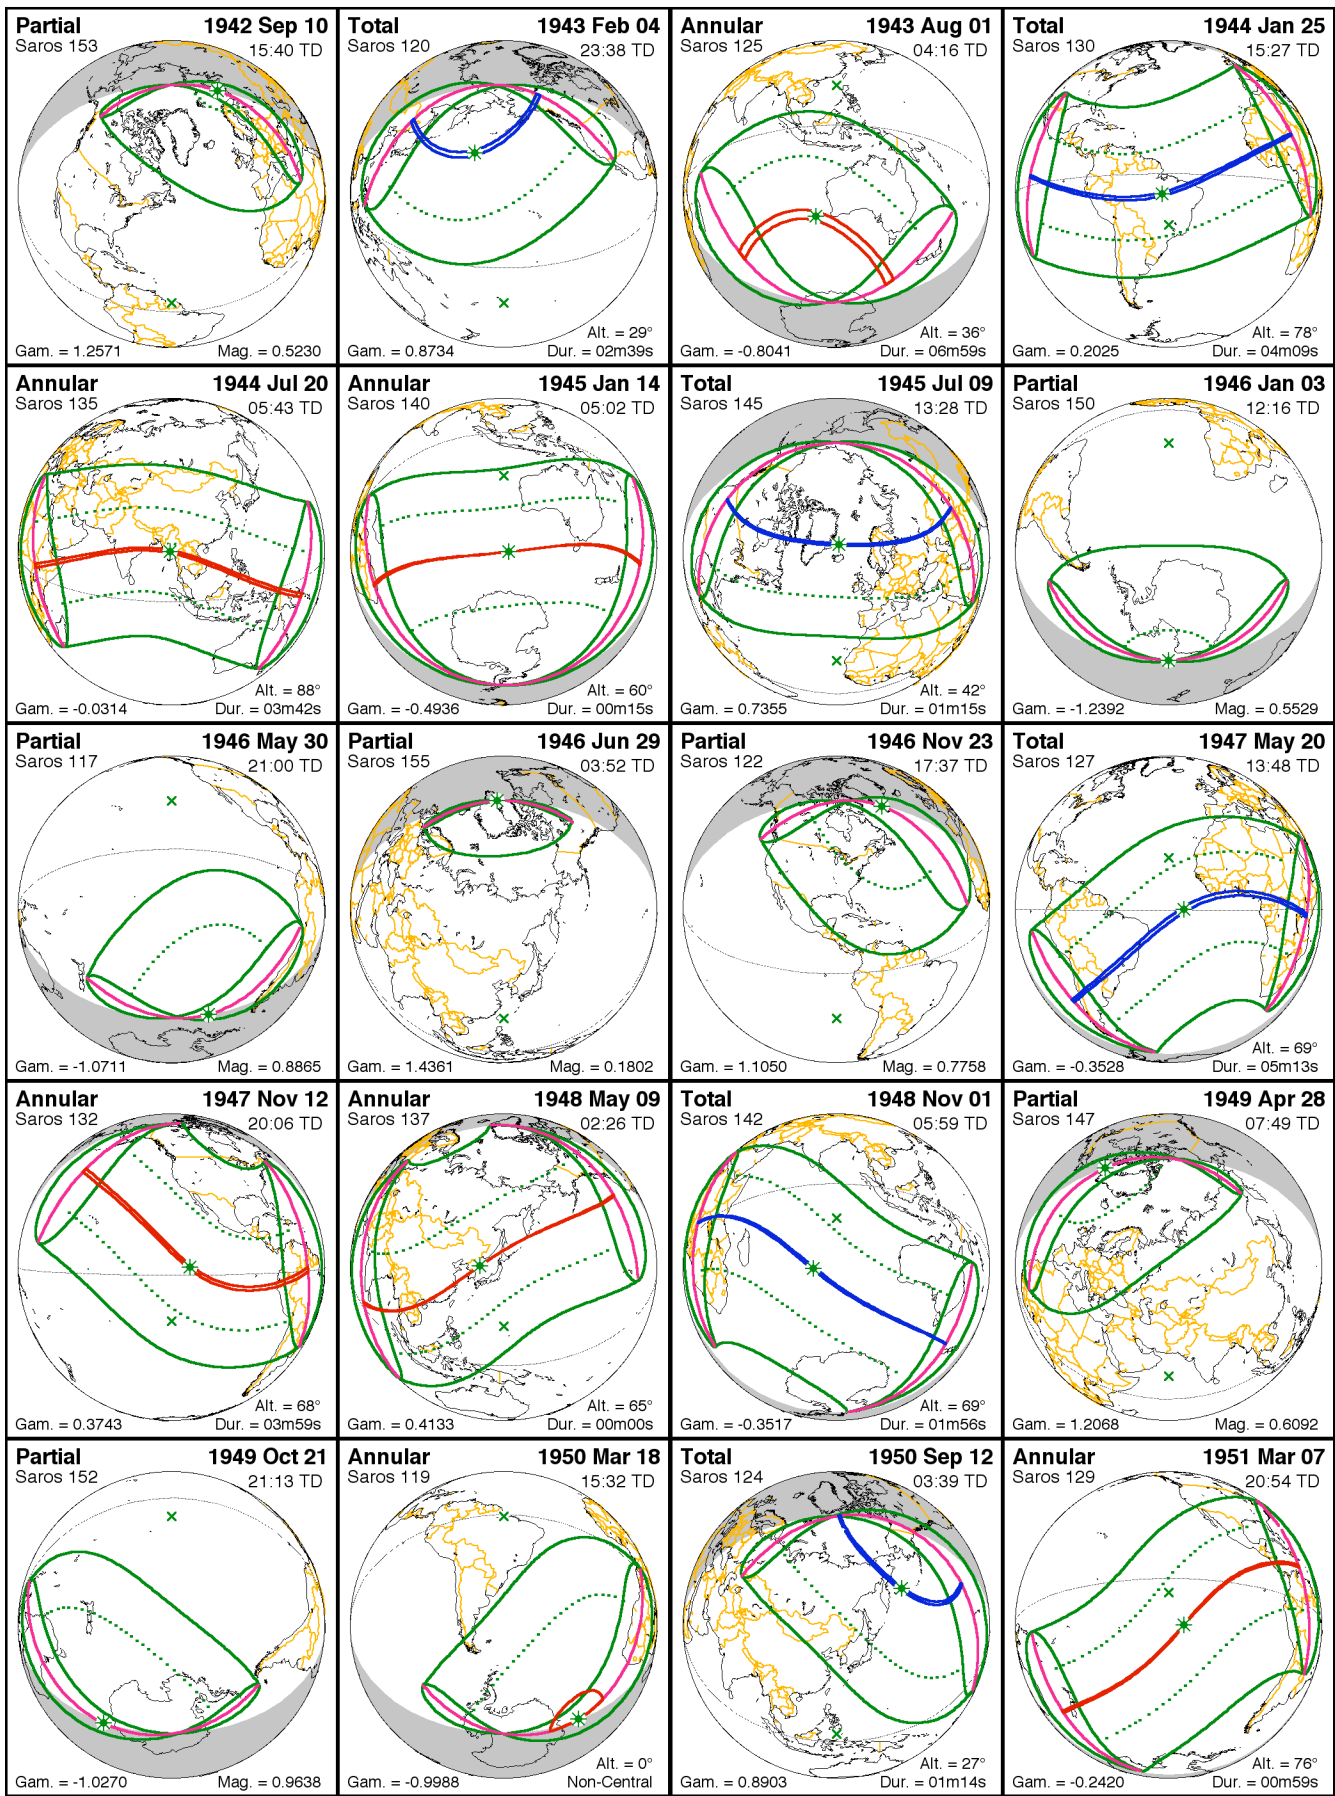 Partial 1942 Sep 10
Saros 153 15:40 TD
Gam. = 1.2571 Mag. = 0.5230
Total 1943 Feb 04
Saros 120 23:38 TD
Alt. = 29°
Gam. = 0.8734 Dur. = 02m39s
Annular 1943 Aug 01
Saros 125 04:16 TD
Alt. = 36°
Gam. = -0.8041 Dur. = 06m59s
Total 1944 Jan 25
Saros 130 15:27 TD
Alt. = 78°
Gam. = 0.2025 Dur. = 04m09s
Annular 1944 Jul 20
Saros 135 05:43 TD
Alt. = 88°
Gam. = -0.0314 Dur. = 03m42s
Annular 1945 Jan 14
Saros 140 05:02 TD
Alt. = 60°
Gam. = -0.4936 Dur. = 00m15s
Total 1945 Jul 09
Saros 145 13:28 TD
Alt. = 42°
Gam. = 0.7355 Dur. = 01m15s
Partial 1946 Jan 03
Saros 150 12:16 TD
Gam. = -1.2392 Mag. = 0.5529
Partial 1946 May 30
Saros 117 21:00 TD
Gam. = -1.0711 Mag. = 0.8865
Partial 1946 Jun 29
Saros 155 03:52 TD
Gam. = 1.4361 Mag. = 0.1802
Partial 1946 Nov 23
Saros 122 17:37 TD
Gam. = 1.1050 Mag. = 0.7758
Total 1947 May 20
Saros 127 13:48 TD
Alt. = 69°
Gam. = -0.3528 Dur. = 05m13s
Annular 1947 Nov 12
Saros 132 20:06 TD
Alt. = 68°
Gam. = 0.3743 Dur. = 03m59s
Annular 1948 May 09
Saros 137 02:26 TD
Alt. = 65°
Gam. = 0.4133 Dur. = 00m00s
Total 1948 Nov 01
Saros 142 05:59 TD
Alt. = 69°
Gam. = -0.3517 Dur. = 01m56s
Partial 1949 Apr 28
Saros 147 07:49 TD
Gam. = 1.2068 Mag. = 0.6092
Partial 1949 Oct 21
Saros 152 21:13 TD
Gam. = -1.0270 Mag. = 0.9638
Annular 1950 Mar 18
Saros 119 15:32 TD
Alt. = 0°
Gam. = -0.9988 Non-Central
Total 1950 Sep 12
Saros 124 03:39 TD
Alt. = 27°
Gam. = 0.8903 Dur. = 01m14s
Annular 1951 Mar 07
Saros 129 20:54 TD
Alt. = 76°
Gam. = -0.2420 Dur. = 00m59s